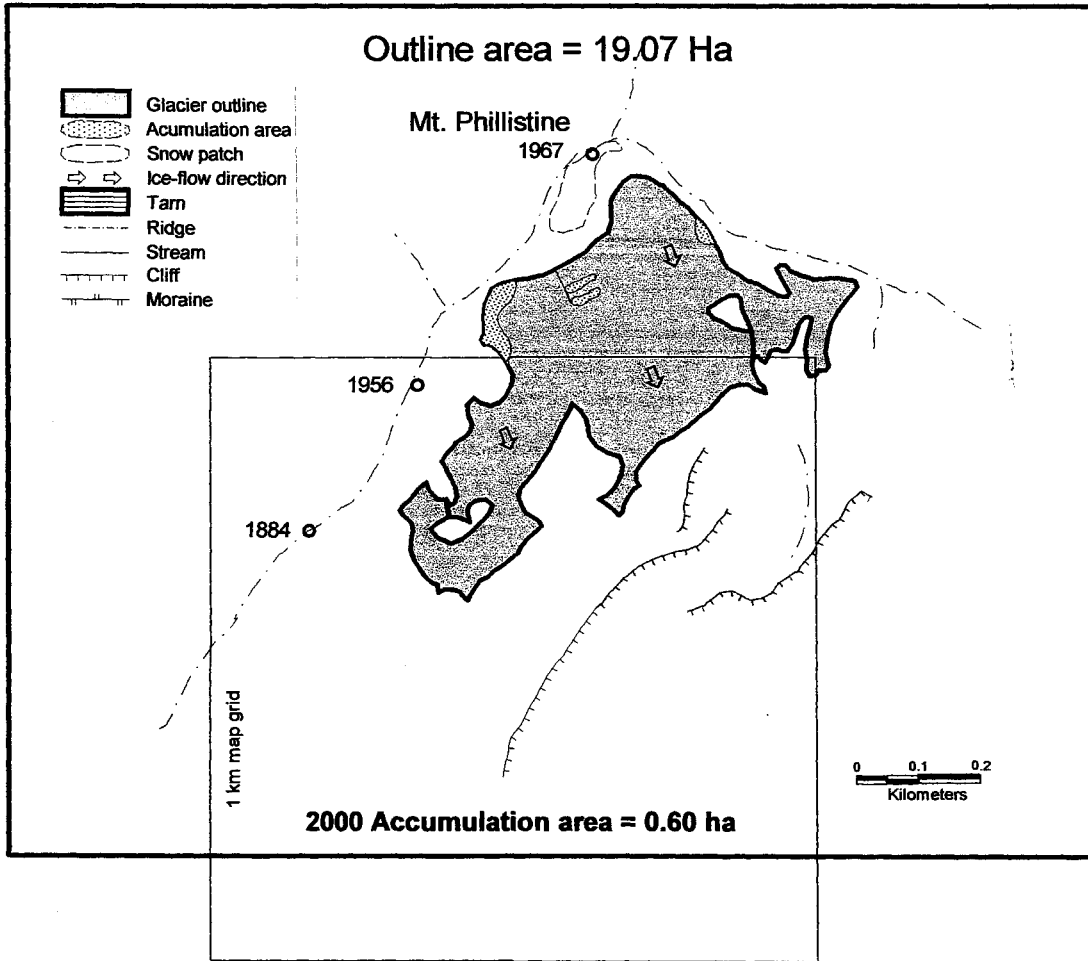 Outline area = 19.07 Ha
Glacier outline
Acumulation area
Snow patch
Ice-flow direction
Tarn
Ridge
Stream
Cliff
Moraine
Mt. Phillistine
1967
1956
1884
1 km map grid
0 0.1 0.2
Kilometers
2000 Accumulation area = 0.60 ha